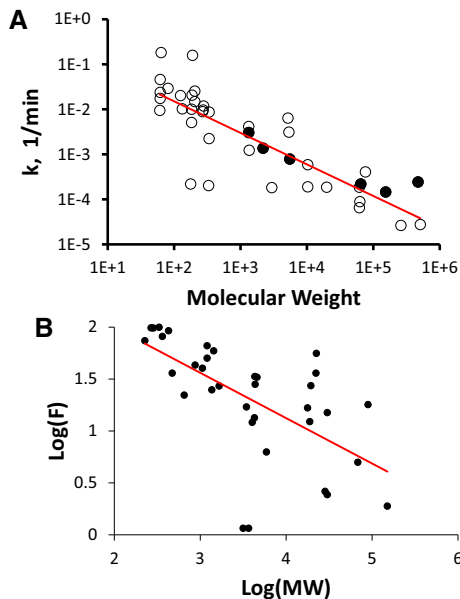 A
1E+0
1E-1
1E-2
1E-3
1E-4
1E-5
k, 1/min
1E+1 1E+2 1E+3 1E+4 1E+5 1E+6
Molecular Weight
B
2
1.5
1
0.5
0
Log(F)
2 3 4 5 6
Log(MW)